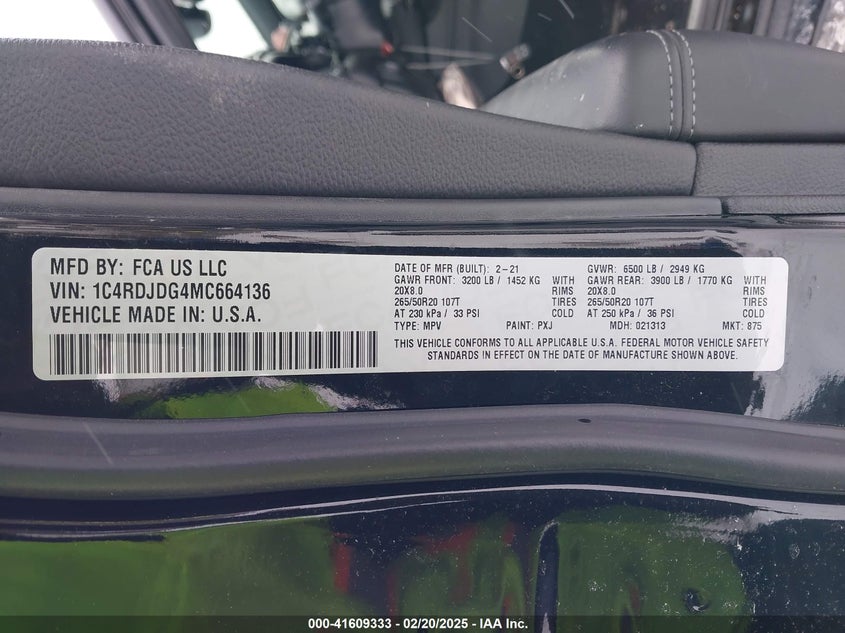 MFD BY: FCA US LLC
VIN: 1C4RDJDG4MC664136
VEHICLE MADE IN: U.S.A.
DATE OF MFR (BUILT): 2-21 GVWR: 6500 LB / 2949 KG
GAWR FRONT: 3200 LB / 1452 KG WITH GAWR REAR: 3900 LB / 1770 KG WITH
20X8.0 RIMS 20X8.0 RIMS
265/50R20 107T TIRES 265/50R20 107T TIRES
AT 230 kPa / 33 PSI COLD AT 250 kPa / 36 PSI COLD
TYPE: MPV PAINT: PXJ MDH: 021313 MKT: 875
THIS VEHICLE CONFORMS TO ALL APPLICABLE U.S.A. FEDERAL MOTOR VEHICLE SAFETY
STANDARDS IN EFFECT ON THE DATE OF MANUFACTURE SHOWN ABOVE.
000-41609333 - 02/20/2025 - IAA Inc.